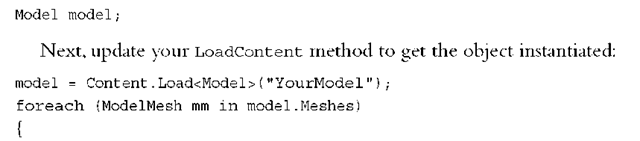 Model model;
Next, update your LoadContent method to get the object instantiated:
model = Content.Load<Model>("YourModel");
foreach (ModelMesh mm in model.Meshes)
{